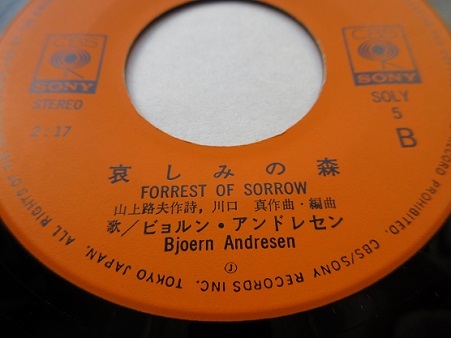 CBS
SONY
CBS
SONY
STEREO
SOLY
5
2:17
B
哀しみの森
FORREST OF SORROW
山上路夫作詩, 川口 真作曲・編曲
歌/ビョルン・アンドレセン
Bjoern Andresen
Ⓙ
ALL RIGHTS OF THE
PROHIBITED. CBS/SONY RECORDS INC. TOKYO JAPAN.